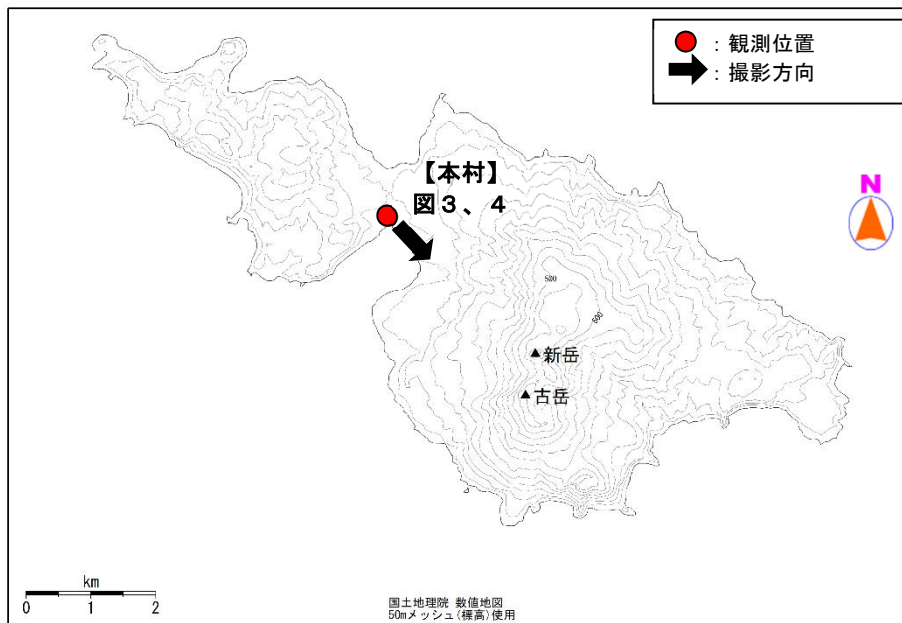 ：観測位置
：撮影方向
【本村】
図３、４
N
500
600
▲新岳
▲古岳
km
0 1 2
国土地理院 数値地図
50mメッシュ(標高)使用